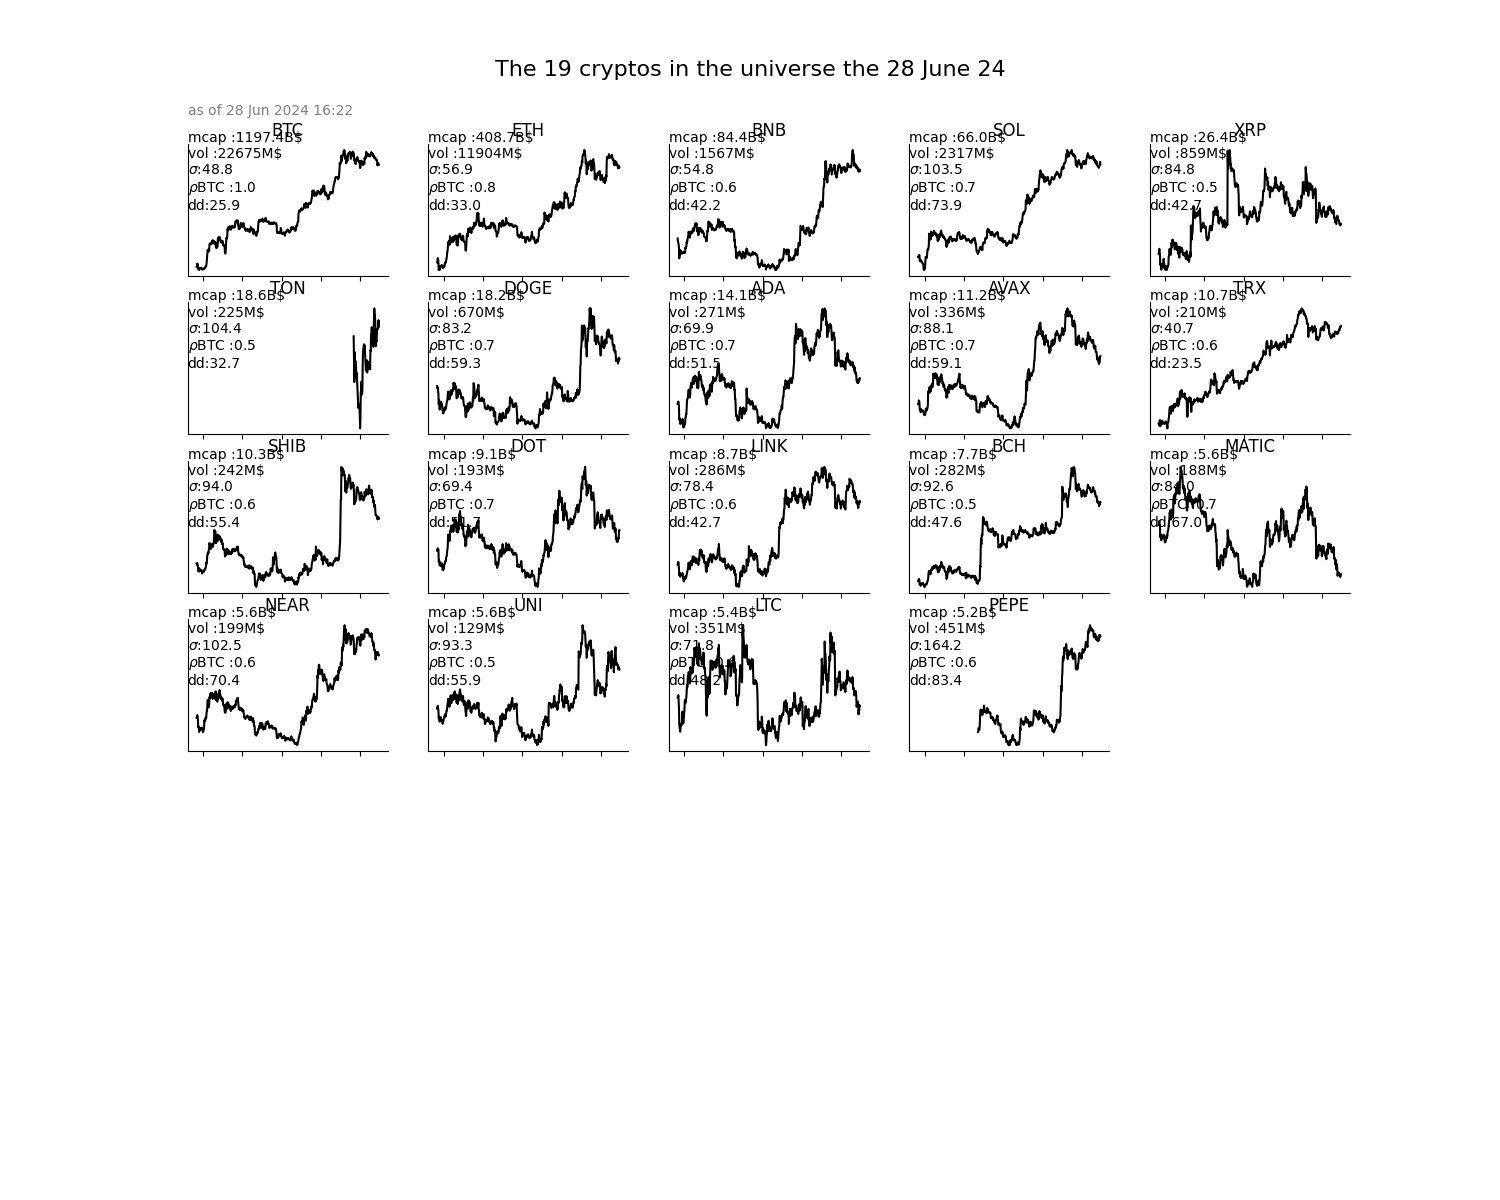 The 19 cryptos in the universe the 28 June 24
as of 28 Jun 2024 16:22
BTC
mcap :1197.4B$
vol :22675M$
σ:48.8
ρBTC :1.0
dd:25.9
ETH
mcap :408.7B$
vol :11904M$
σ:56.9
ρBTC :0.8
dd:33.0
BNB
mcap :84.4B$
vol :1567M$
σ:54.8
ρBTC :0.6
dd:42.2
SOL
mcap :66.0B$
vol :2317M$
σ:103.5
ρBTC :0.7
dd:73.9
XRP
mcap :26.4B$
vol :859M$
σ:84.8
ρBTC :0.5
dd:42.7
TON
mcap :18.6B$
vol :225M$
σ:104.4
ρBTC :0.5
dd:32.7
DOGE
mcap :18.2B$
vol :670M$
σ:83.2
ρBTC :0.7
dd:59.3
ADA
mcap :14.1B$
vol :271M$
σ:69.9
ρBTC :0.7
dd:51.5
AVAX
mcap :11.2B$
vol :336M$
σ:88.1
ρBTC :0.7
dd:59.1
TRX
mcap :10.7B$
vol :210M$
σ:40.7
ρBTC :0.6
dd:23.5
SHIB
mcap :10.3B$
vol :242M$
σ:94.0
ρBTC :0.6
dd:55.4
DOT
mcap :9.1B$
vol :193M$
σ:69.4
ρBTC :0.7
LINK
mcap :8.7B$
vol :286M$
σ:78.4
ρBTC :0.6
dd:42.7
BCH
mcap :7.7B$
vol :282M$
σ:92.6
ρBTC :0.5
dd:47.6
MATIC
mcap :5.6B$
vol :188M$
ρBTC :0.7
dd:67.0
NEAR
mcap :5.6B$
vol :199M$
σ:102.5
ρBTC :0.6
dd:70.4
UNI
mcap :5.6B$
vol :129M$
σ:93.3
ρBTC :0.5
dd:55.9
LTC
mcap :5.4B$
vol :351M$
σ:71.8
dd:48.2
PEPE
mcap :5.2B$
vol :451M$
σ:164.2
ρBTC :0.6
dd:83.4